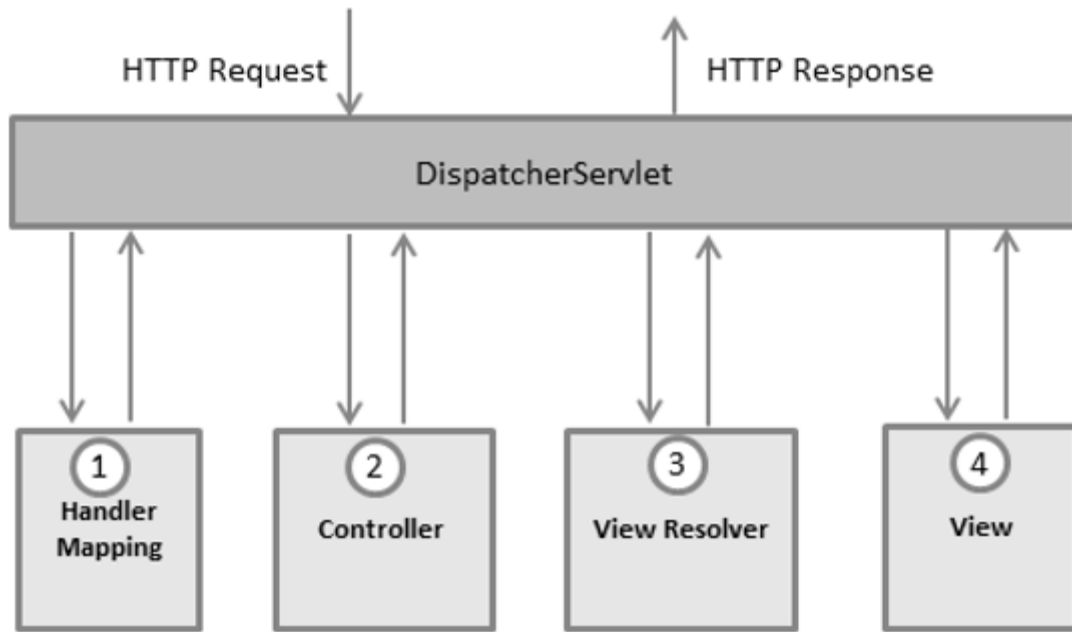 HTTP Request
HTTP Response
DispatcherServlet
1
Handler
Mapping
2
Controller
3
View Resolver
4
View